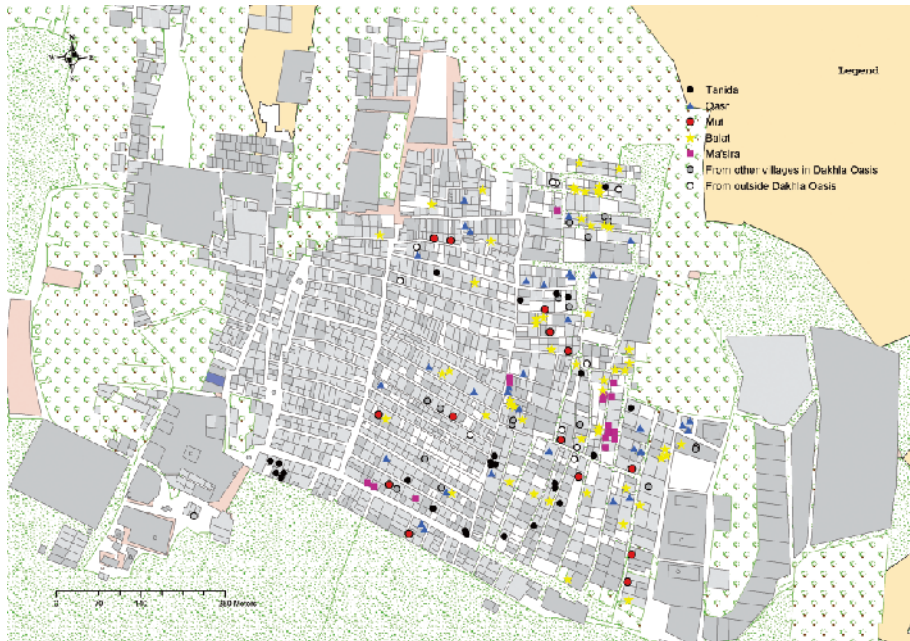 N
W
E
S
Legend
Tanida
Qasr
Mut
Balat
Ma'sira
From other villages in Dakhla Oasis
From outside Dakhla Oasis
0 70 140 280 Meters